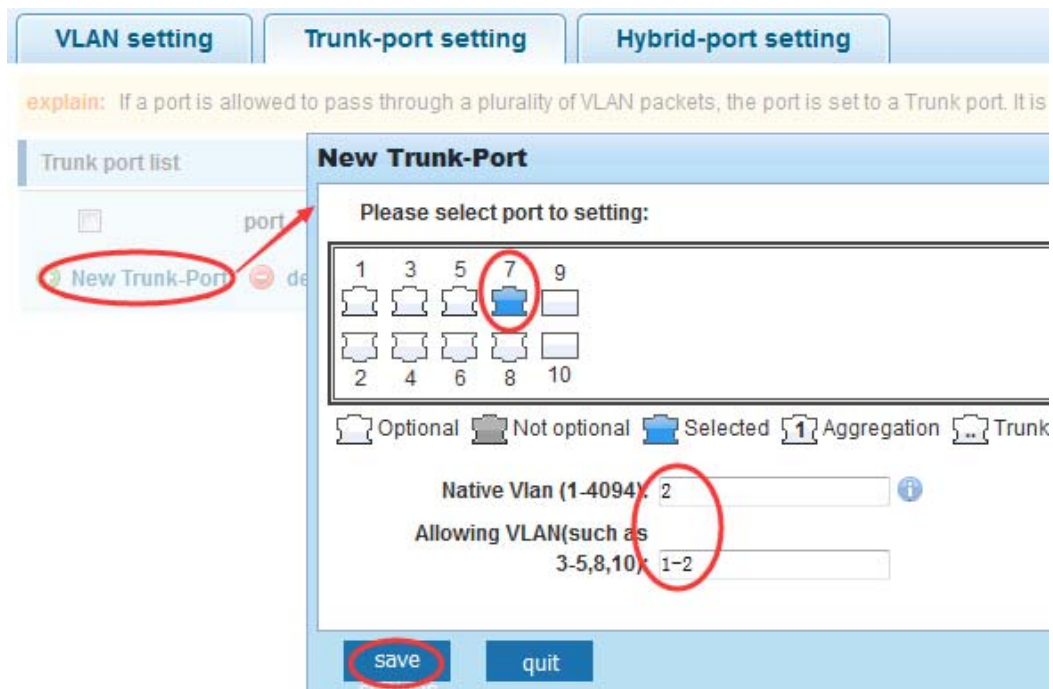 VLAN setting
Trunk-port setting
Hybrid-port setting
explain: If a port is allowed to pass through a plurality of VLAN packets, the port is set to a Trunk port. It is
Trunk port list
New Trunk-Port
port
Please select port to setting:
New Trunk-Port
de
1 3 5 7 9
2 4 6 8 10
Optional Not optional Selected 1 Aggregation .. Trunk
Native Vlan (1-4094): 2
Allowing VLAN(such as
3-5,8,10): 1-2
save
quit